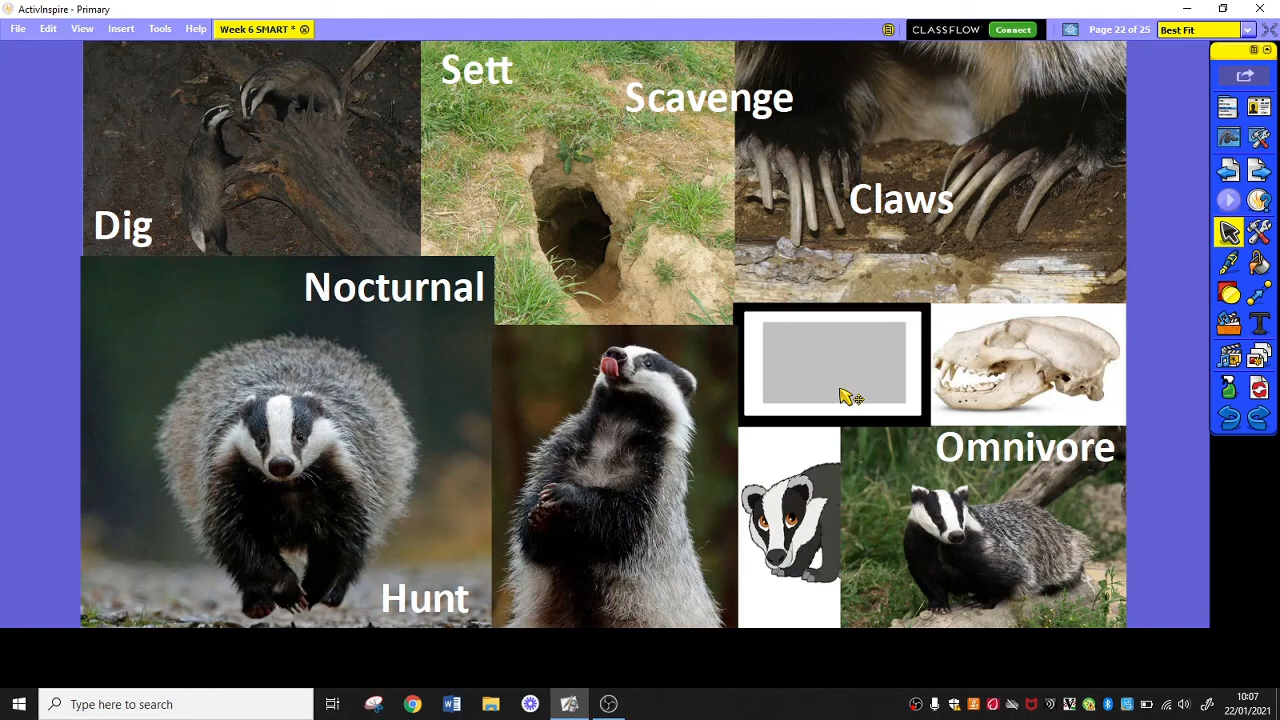 ActivInspire - Primary
File Edit View Insert Tools Help Week 6 SMART *
CLASSFLOW Connect
Page 22 of 25 Best Fit
Sett
Scavenge
Claws
Dig
Nocturnal
Omnivore
Hunt
Type here to search
10:07
22/01/2021